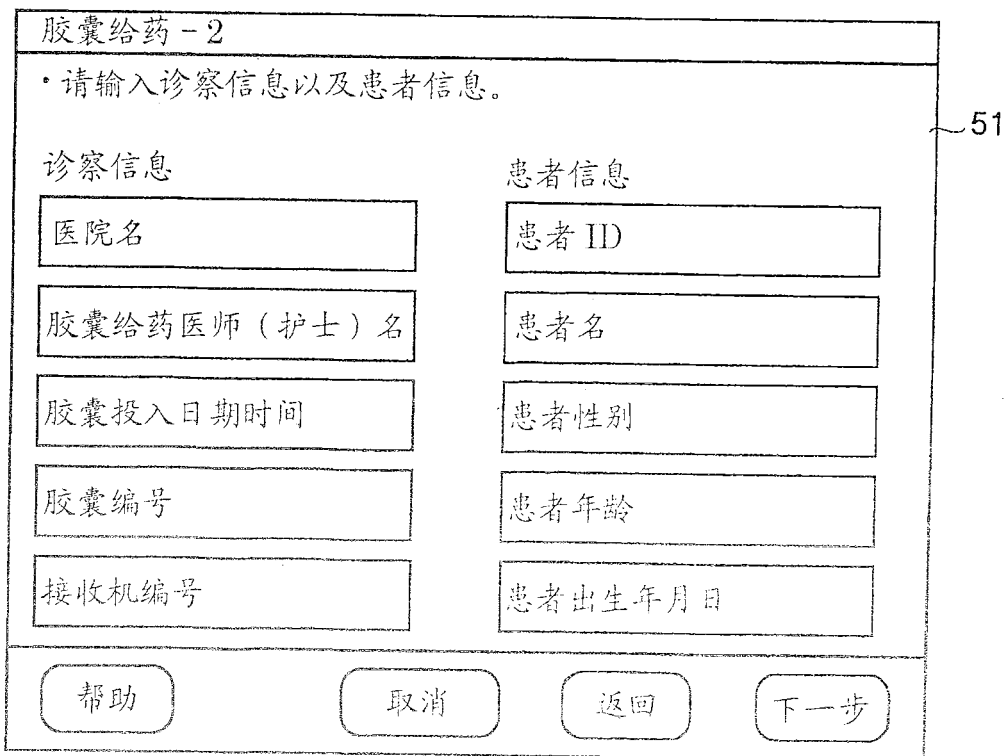 胶囊给药-2
·请输入诊察信息以及患者信息。
51
诊察信息
医院名
胶囊给药医师（护士）名
胶囊投入日期时间
胶囊编号
接收机编号
患者信息
患者 ID
患者名
患者性别
患者年龄
患者出生年月日
帮助 取消 返回 下一步